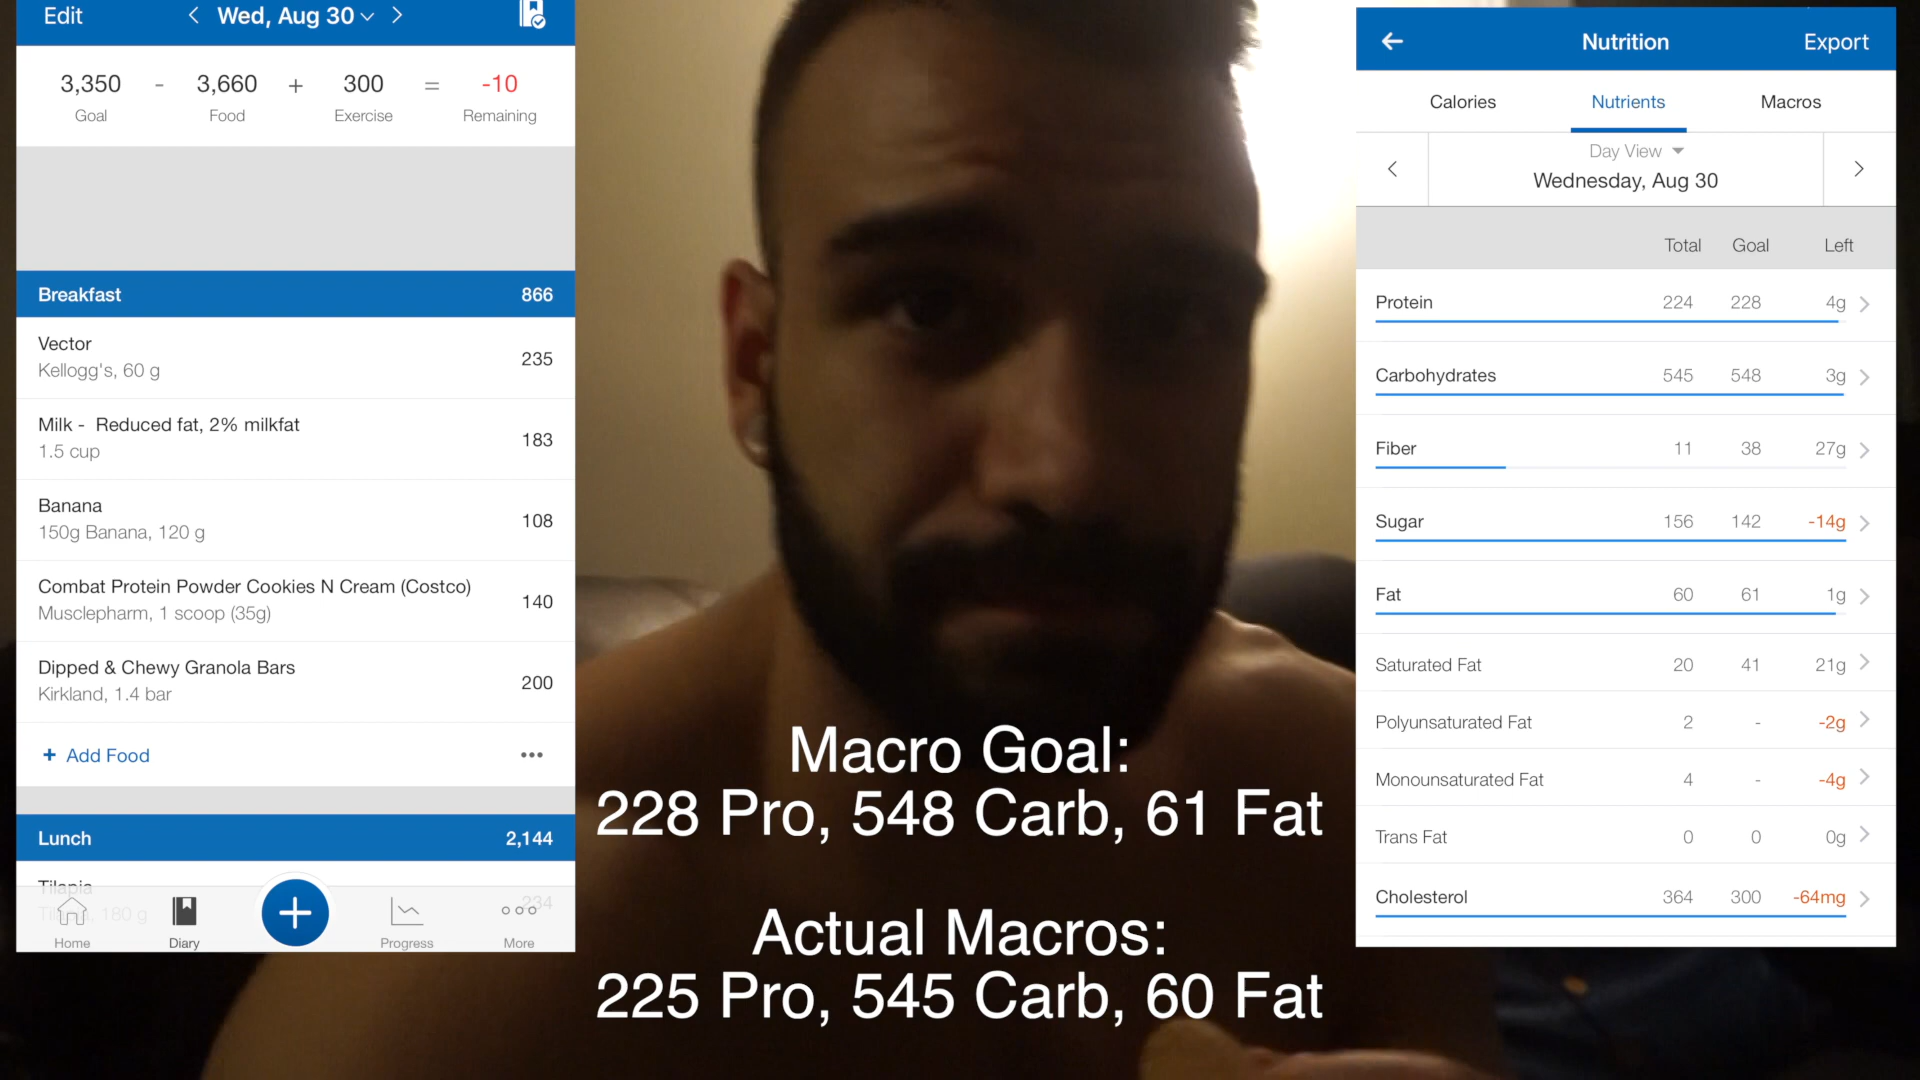 Edit
Wed, Aug 30
3,350 - 3,660 + 300 = -10
Goal Food Exercise Remaining
Breakfast 866
Vector
Kellogg's, 60 g
235
Milk - Reduced fat, 2% milkfat
1.5 cup
183
Banana
150g Banana, 120 g
108
Combat Protein Powder Cookies N Cream (Costco)
Musclepharm, 1 scoop (35g)
140
Dipped & Chewy Granola Bars
Kirkland, 1.4 bar
200
+ Add Food
Lunch 2,144
Tilapia
180 g
234
Home Diary Progress More
Macro Goal:
228 Pro, 548 Carb, 61 Fat
Actual Macros:
225 Pro, 545 Carb, 60 Fat
Nutrition Export
Calories Nutrients Macros
Day View
Wednesday, Aug 30
Total Goal Left
Protein 224 228 4g
Carbohydrates 545 548 3g
Fiber 11 38 27g
Sugar 156 142 -14g
Fat 60 61 1g
Saturated Fat 20 41 21g
Polyunsaturated Fat 2 - -2g
Monounsaturated Fat 4 - -4g
Trans Fat 0 0 0g
Cholesterol 364 300 -64mg